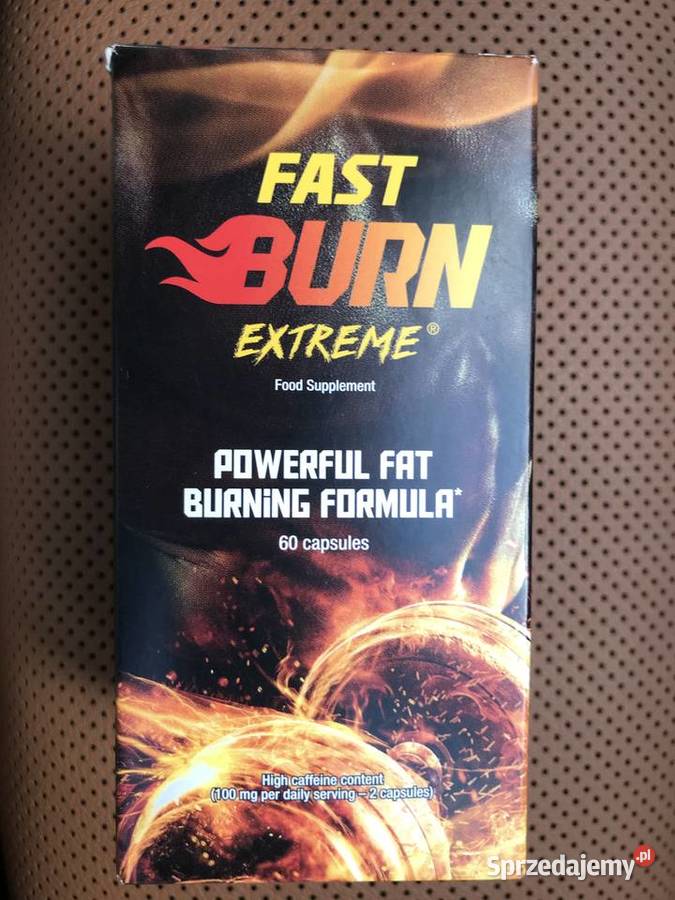 FAST
BURN
EXTREME®
Food Supplement
POWERFUL FAT
BURNING FORMULA*
60 capsules
High caffeine content
(100 mg per daily serving – 2 capsules)
Sprzedajemy.pl